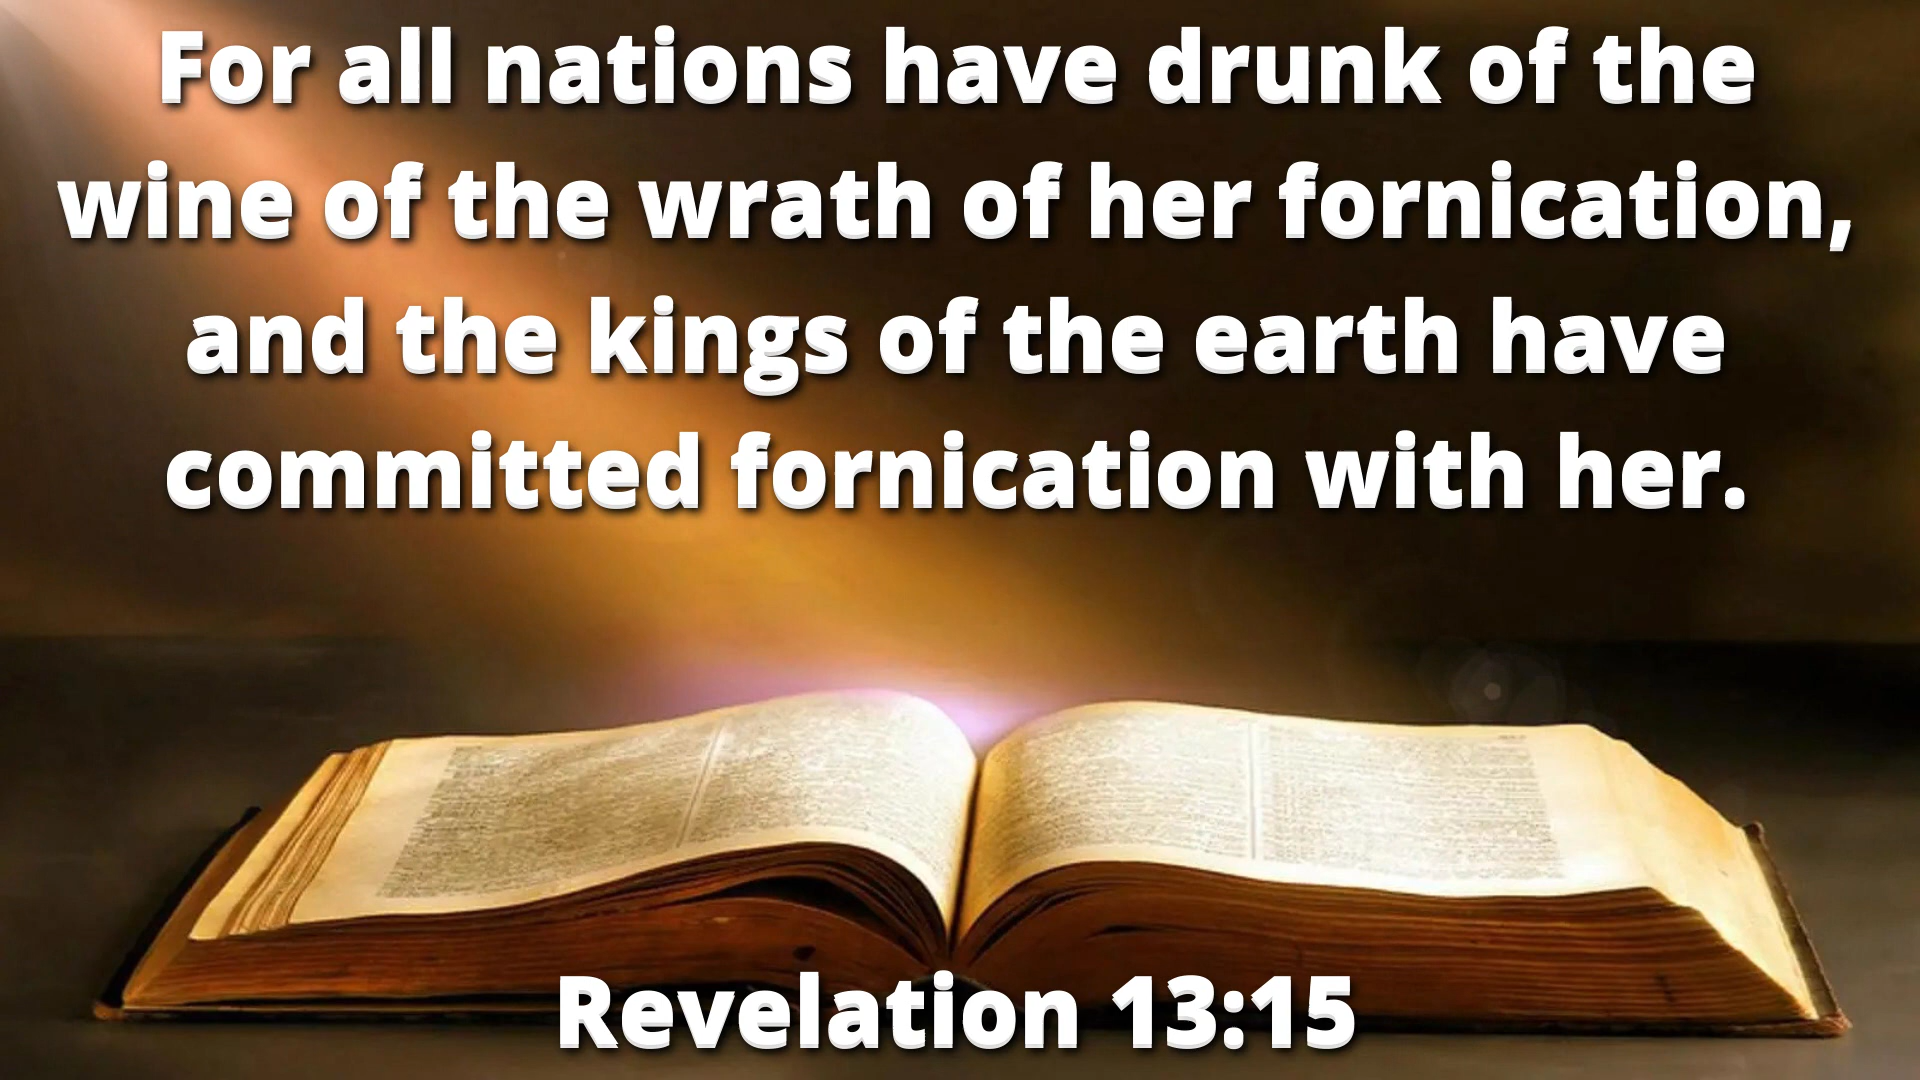 For all nations have drunk of the
wine of the wrath of her fornication,
and the kings of the earth have
committed fornication with her.
Revelation 13:15